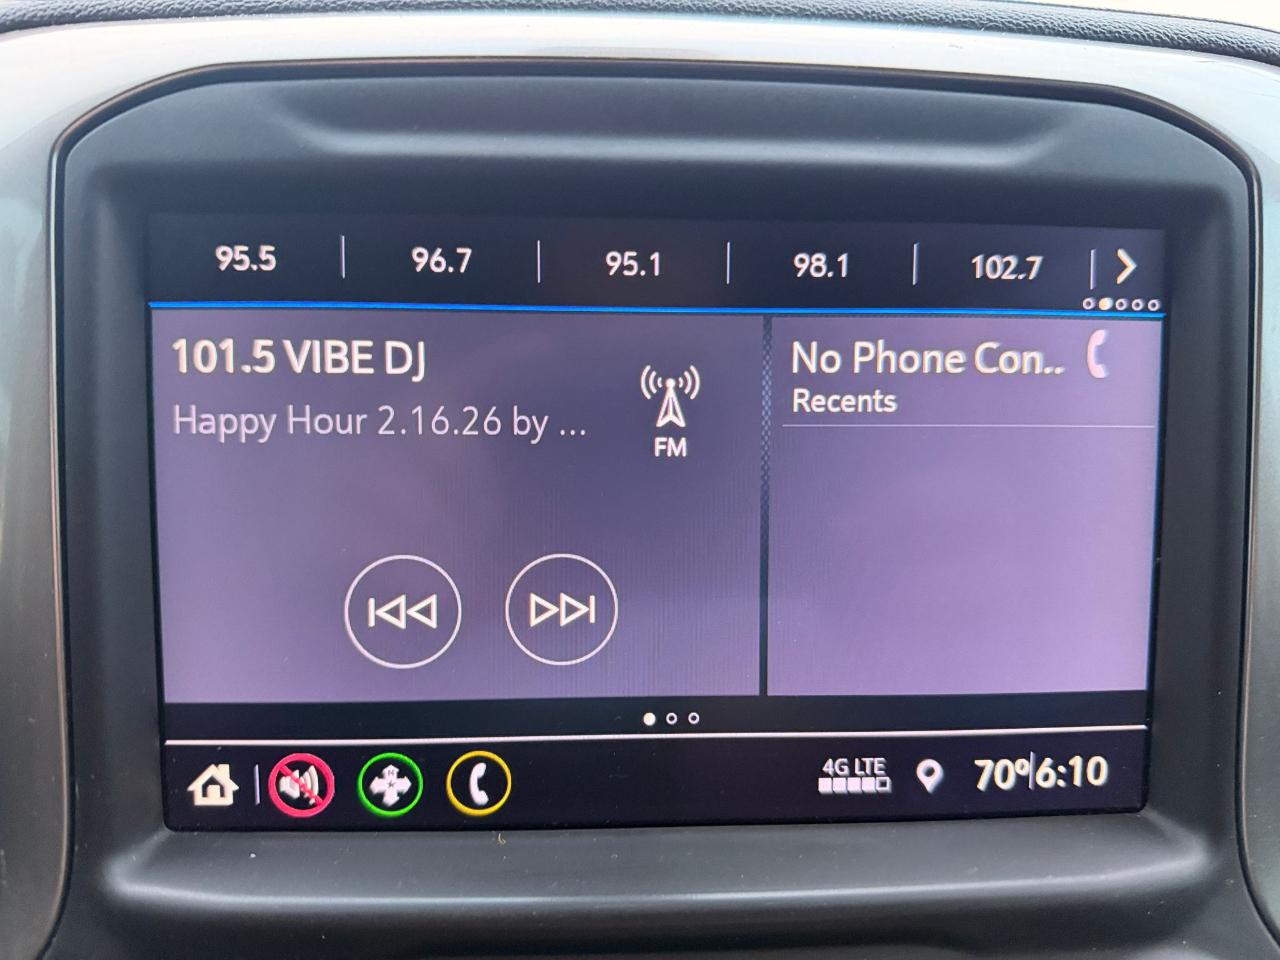 95.5 | 96.7 | 95.1 | 98.1 | 102.7 |
101.5 VIBE DJ
Happy Hour 2.16.26 by ...
FM
No Phone Con..
Recents
4G LTE
70° 6:10